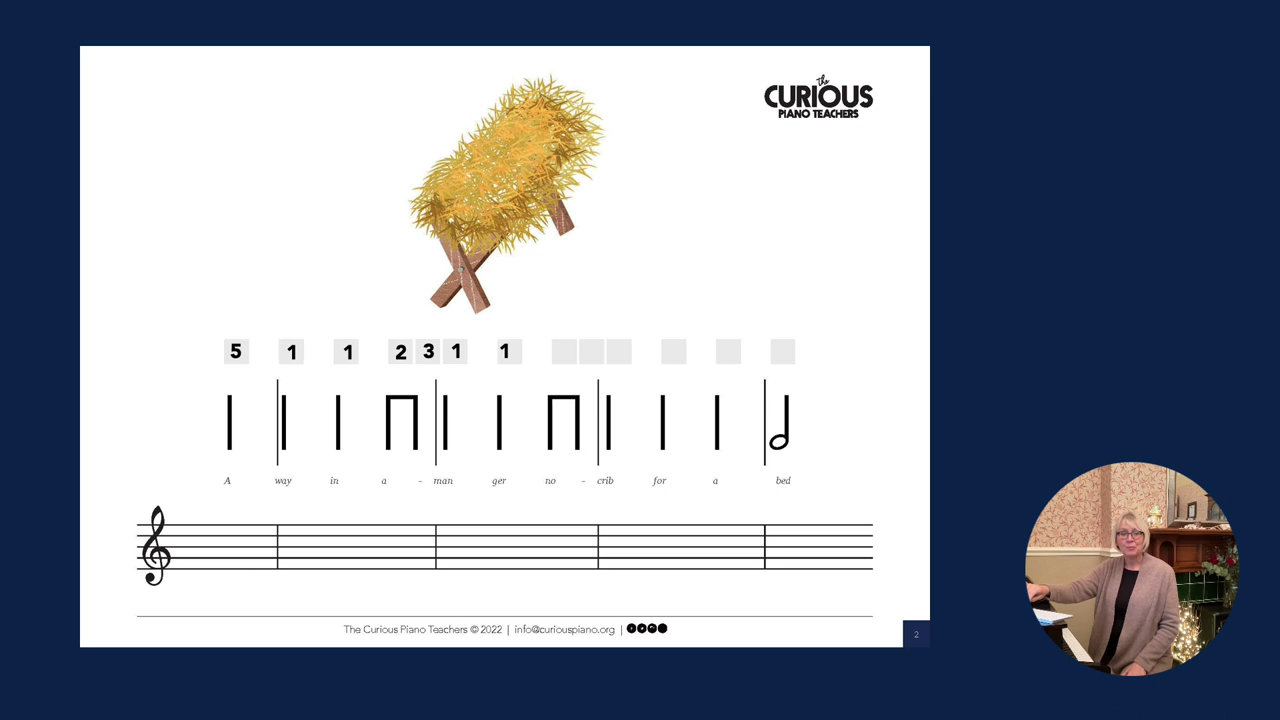 The
CURIOUS
PIANO TEACHERS
5 1 1 2 3 1 1
A way in a - man ger no - crib for a bed
The Curious Piano Teachers © 2022 | info@curiouspiano.org |
2